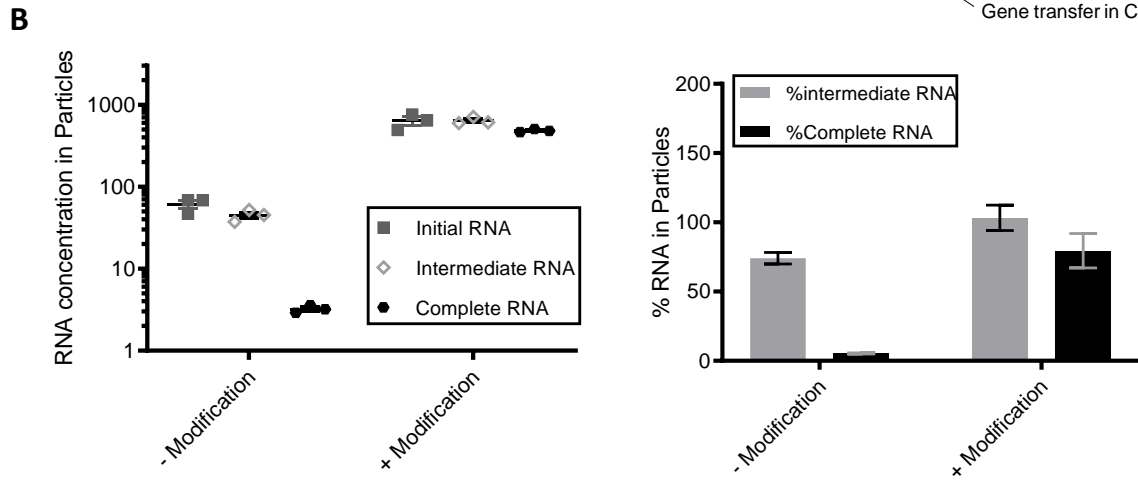 B
Gene transfer in C
RNA concentration in Particles
1000
100
10
1
Initial RNA
Intermediate RNA
Complete RNA
- Modification
+ Modification
% RNA in Particles
200
150
100
50
0
%intermediate RNA
%Complete RNA
- Modification
+ Modification